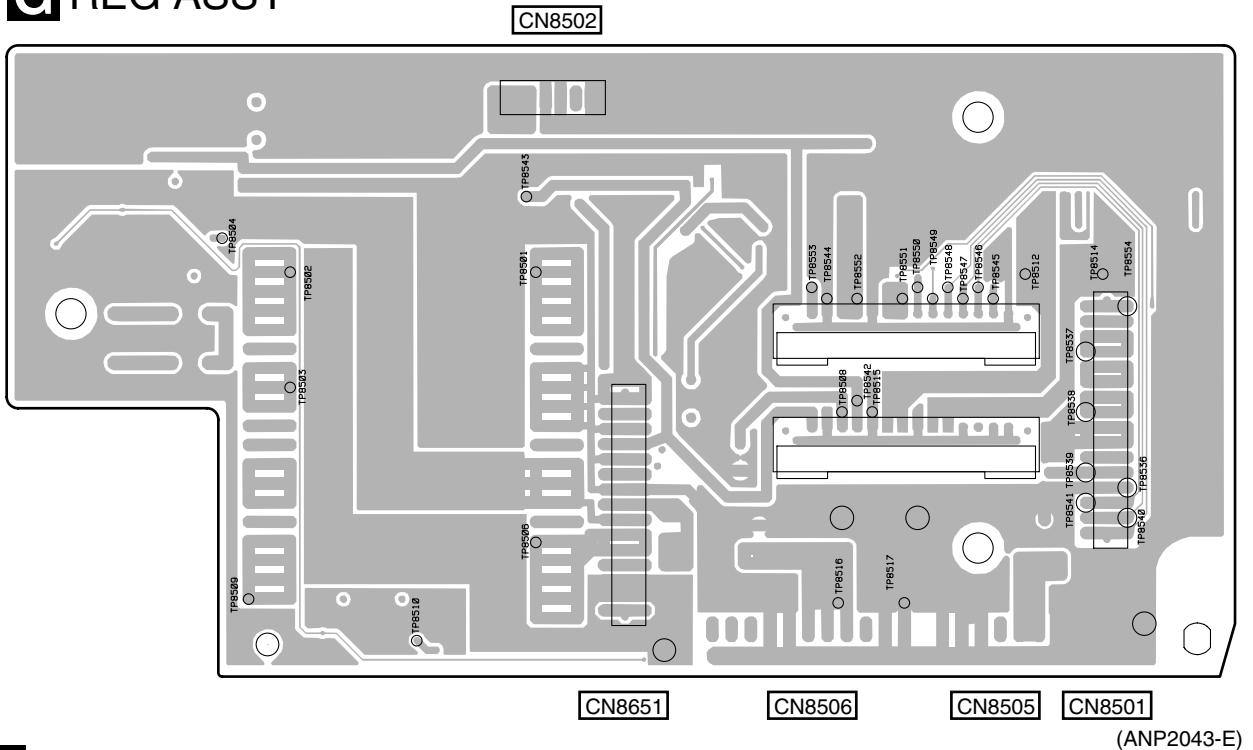 G REG ASSY
CN8502
TP8543
TP8504
TP8502
TP8501
TP8553
TP8544
TP8552
TP8551
TP8550
TP8549
TP8548
TP8547
TP8546
TP8545
TP8512
TP8514
TP8554
TP8537
TP8503
TP8508
TP8542
TP8515
TP8538
TP8539
TP8536
TP8541
TP8540
TP8506
TP8509
TP8510
TP8516
TP8517
CN8651
CN8506
CN8505
CN8501
(ANP2043-E)